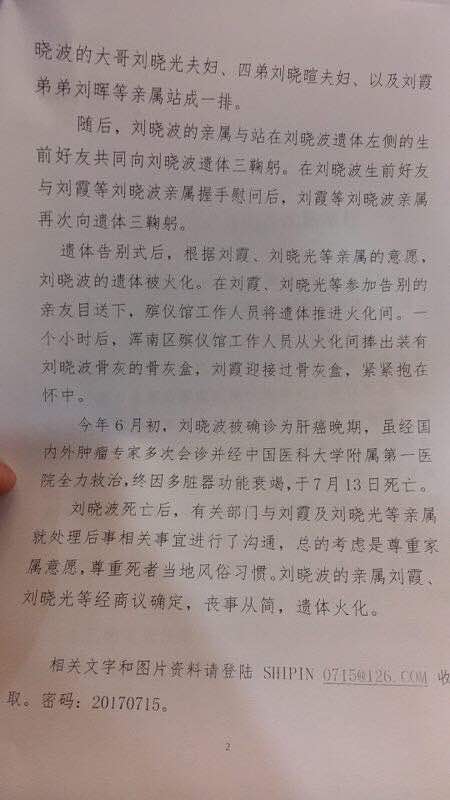 晓波的大哥刘晓光夫妇、四弟刘晓暄夫妇、以及刘霞
弟弟刘晖等亲属站成一排。
随后，刘晓波的亲属与站在刘晓波遗体左侧的生
前好友共同向刘晓波遗体三鞠躬。在刘晓波生前好友
与刘霞等刘晓波亲属握手慰问后，刘霞等刘晓波亲属
再次向遗体三鞠躬。
遗体告别式后，根据刘霞、刘晓光等亲属的意愿，
刘晓波的遗体被火化。在刘霞、刘晓光等参加告别的
亲友目送下，殡仪馆工作人员将遗体推进火化间。一
个小时后，浑南区殡仪馆工作人员从火化间捧出装有
刘晓波骨灰的骨灰盒，刘霞迎接过骨灰盒，紧紧抱在
怀中。
今年6月初，刘晓波被确诊为肝癌晚期，虽经国
内外肿瘤专家多次会诊并经中国医科大学附属第一医
院全力救治，终因多脏器功能衰竭，于7月13日死亡。
刘晓波死亡后，有关部门与刘霞及刘晓光等亲属
就处理后事相关事宜进行了沟通，总的考虑是尊重家
属意愿，尊重死者当地风俗习惯。刘晓波的亲属刘霞、
刘晓光等经商议确定，丧事从简，遗体火化。
相关文字和图片资料请登陆 SHIPIN 0715@126.COM 收
取。密码：20170715。
2